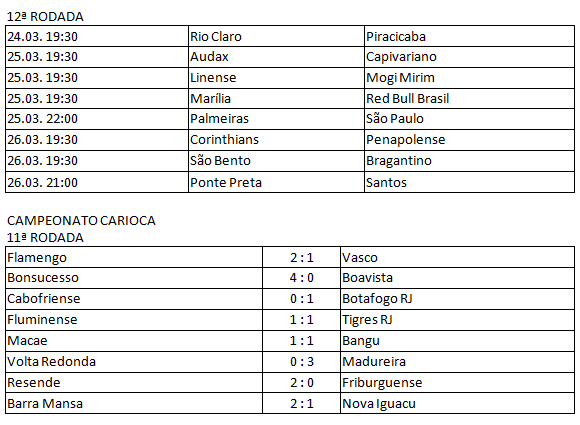 12ª RODADA
24.03. 19:30 Rio Claro Piracicaba
25.03. 19:30 Audax Capivariano
25.03. 19:30 Linense Mogi Mirim
25.03. 19:30 Marília Red Bull Brasil
25.03. 22:00 Palmeiras São Paulo
26.03. 19:30 Corinthians Penapolense
26.03. 19:30 São Bento Bragantino
26.03. 21:00 Ponte Preta Santos
CAMPEONATO CARIOCA
11ª RODADA
Flamengo 2 : 1 Vasco
Bonsucesso 4 : 0 Boavista
Cabofriense 0 : 1 Botafogo RJ
Fluminense 1 : 1 Tigres RJ
Macae 1 : 1 Bangu
Volta Redonda 0 : 3 Madureira
Resende 2 : 0 Friburguense
Barra Mansa 2 : 1 Nova Iguacu